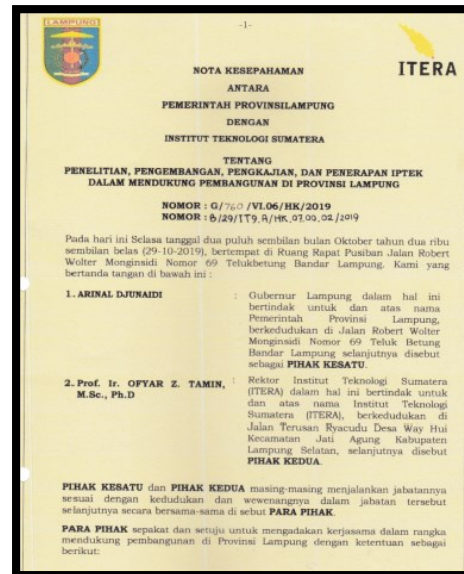 LAMPUNG
-1-
ITERA
NOTA KESEPAHAMAN
ANTARA
PEMERINTAH PROVINSILAMPUNG
DENGAN
INSTITUT TEKNOLOGI SUMATERA
TENTANG
PENELITIAN, PENGEMBANGAN, PENGKAJIAN, DAN PENERAPAN IPTEK
DALAM MENDUKUNG PEMBANGUNAN DI PROVINSI LAMPUNG
NOMOR : G/760 /VI.06/HK/2019
NOMOR : B/29/IT9.A/HK.07.00.02/2019
Pada hari ini Selasa tanggal dua puluh sembilan bulan Oktober tahun dua ribu
sembilan belas (29-10-2019), bertempat di Ruang Rapat Pusiban Jalan Robert
Wolter Monginsidi Nomor 69 Telukbetung Bandar Lampung. Kami yang
bertanda tangan di bawah ini :
1. ARINAL DJUNAIDI : Gubernur Lampung dalam hal ini
bertindak untuk dan atas nama
Pemerintah Provinsi Lampung,
berkedudukan di Jalan Robert Wolter
Monginsidi Nomor 69 Teluk Betung
Bandar Lampung selanjutnya disebut
sebagai PIHAK KESATU.
2. Prof. Ir. OFYAR Z. TAMIN, : Rektor Institut Teknologi Sumatera
M.Sc., Ph.D (ITERA) dalam hal ini bertindak untuk
dan atas nama Institut Teknologi
Sumatera (ITERA), berkedudukan di
Jalan Terusan Ryacudu Desa Way Hui
Kecamatan Jati Agung Kabupaten
Lampung Selatan, selanjutnya disebut
PIHAK KEDUA.
PIHAK KESATU dan PIHAK KEDUA masing-masing menjalankan jabatannya
sesuai dengan kedudukan dan wewenangnya dalam jabatan tersebut
selanjutnya secara bersama-sama di sebut PARA PIHAK.
PARA PIHAK sepakat dan setuju untuk mengadakan kerjasama dalam rangka
mendukung pembangunan di Provinsi Lampung dengan ketentuan sebagai
berikut: